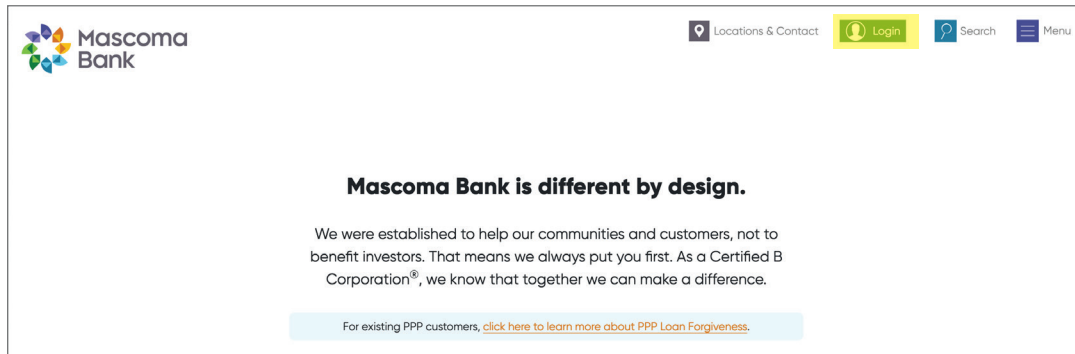 Mascoma
Bank
Locations & Contact
Login
Search
Menu
Mascoma Bank is different by design.
We were established to help our communities and customers, not to
benefit investors. That means we always put you first. As a Certified B
Corporation®, we know that together we can make a difference.
For existing PPP customers, click here to learn more about PPP Loan Forgiveness.